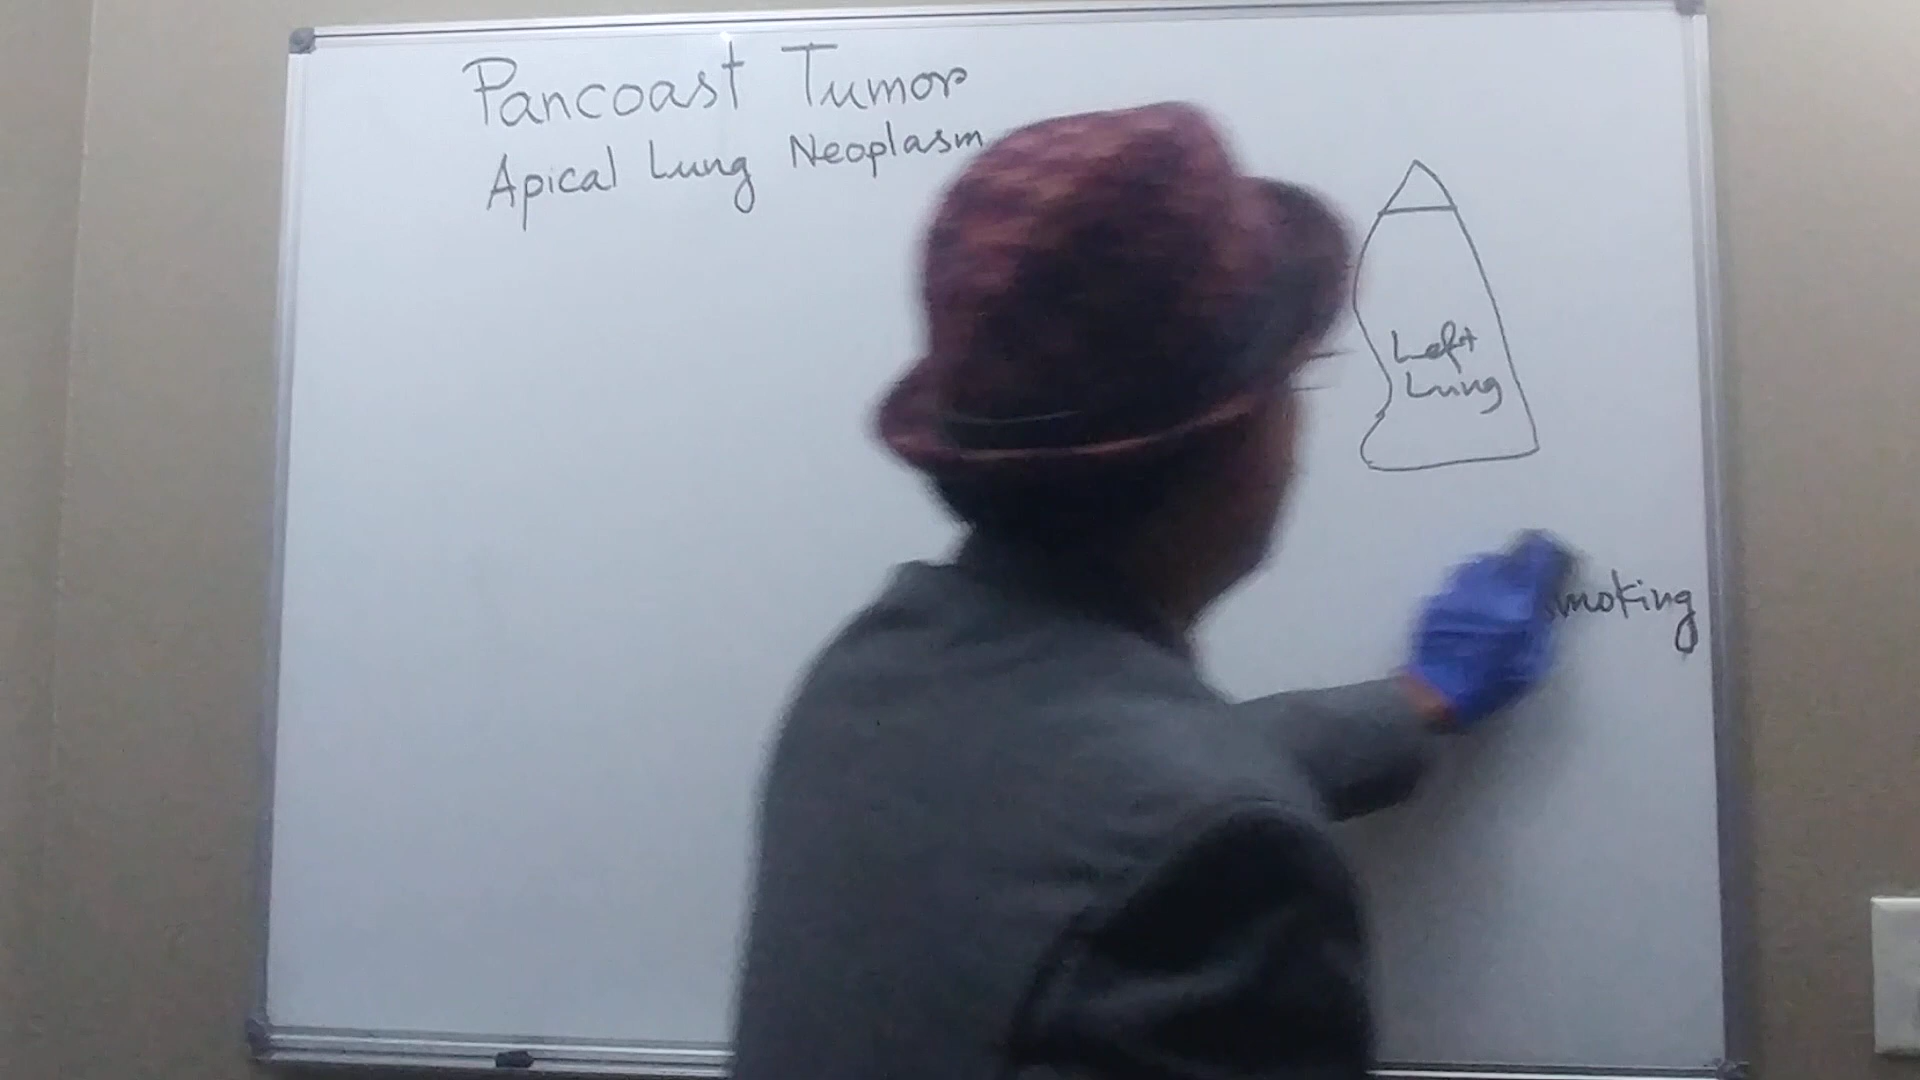 Pancoast Tumor
Apical Lung Neoplasm
Left
Lung
moking